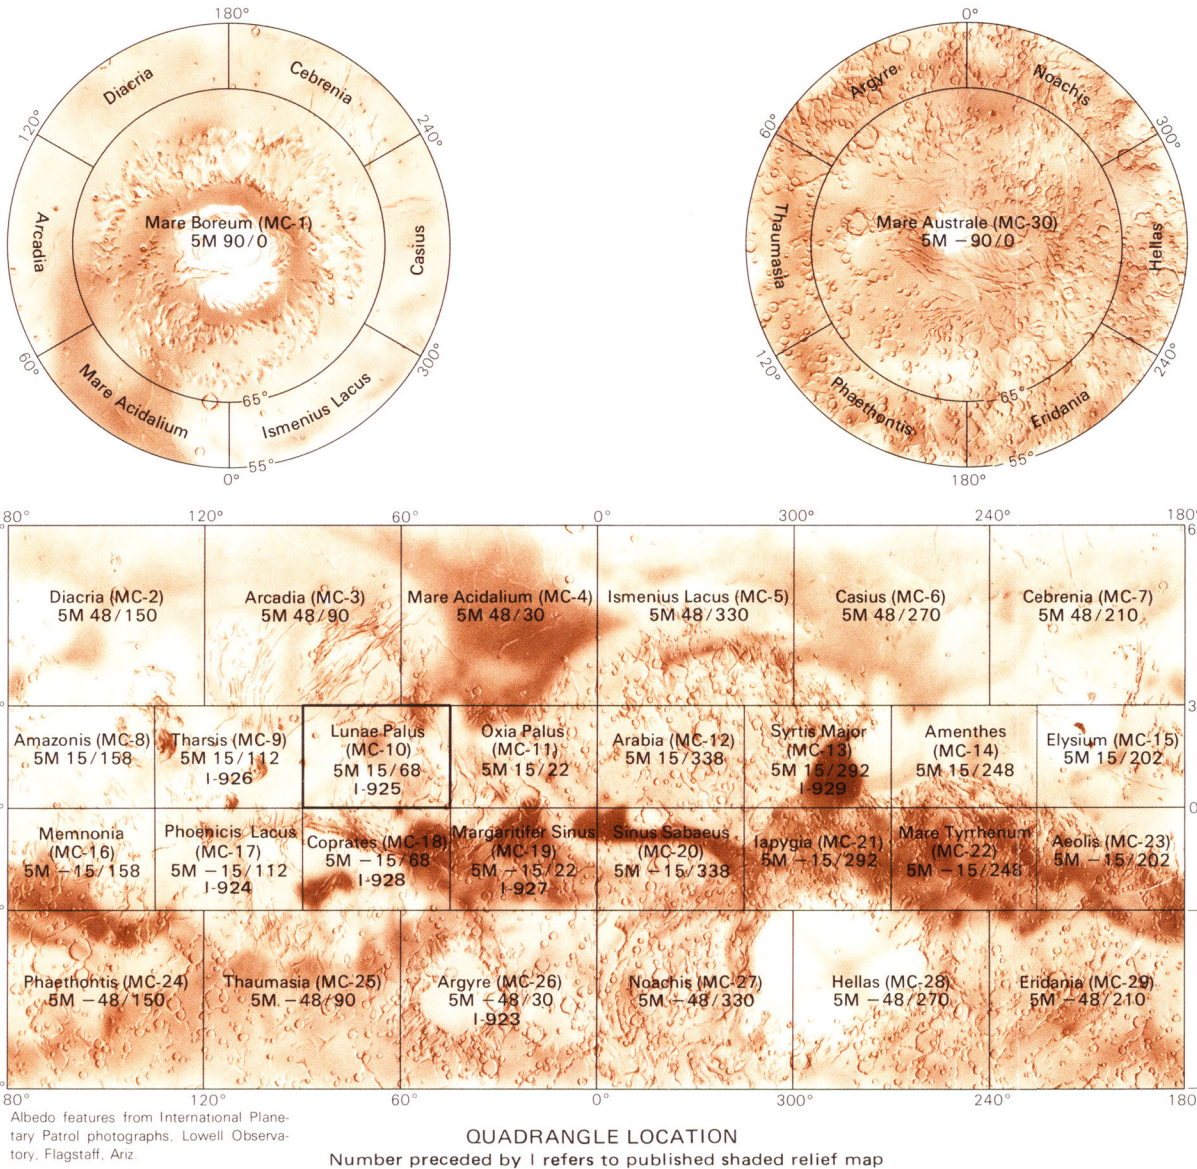 180°
Diacria
Cebrenia
120°
240°
Arcadia
Mare Boreum (MC-1)
5M 90/0
Casius
60°
300°
Mare Acidalium
65°
Ismenius Lacus
55°
0°
0°
Argyre
Noachis
60°
300°
Thaumasia
Mare Australe (MC-30)
5M −90/0
Hellas
120°
240°
Phaethontis
65°
Eridania
55°
180°
80° 120° 60° 0° 300° 240° 180°
Diacria (MC-2)
5M 48/150
Arcadia (MC-3)
5M 48/90
Mare Acidalium (MC-4)
5M 48/30
Ismenius Lacus (MC-5)
5M 48/330
Casius (MC-6)
5M 48/270
Cebrenia (MC-7)
5M 48/210
Amazonis (MC-8)
5M 15/158
Tharsis (MC-9)
5M 15/112
I-926
Lunae Palus
(MC-10)
5M 15/68
I-925
Oxia Palus
(MC-11)
5M 15/22
Arabia (MC-12)
5M 15/338
Syrtis Major
(MC-13)
5M 15/292
I-929
Amenthes
(MC-14)
5M 15/248
Elysium (MC-15)
5M 15/202
Memnonia
(MC-16)
5M −15/158
Phoenicis Lacus
(MC-17)
5M −15/112
I-924
Coprates (MC-18)
5M −15/68
I-928
Margaritifer Sinus
(MC-19)
5M −15/22
I-927
Sinus Sabaeus
(MC-20)
5M −15/338
Iapygia (MC-21)
5M −15/292
Mare Tyrrhenum
(MC-22)
5M −15/248
Aeolis (MC-23)
5M −15/202
Phaethontis (MC-24)
5M −48/150
Thaumasia (MC-25)
5M −48/90
Argyre (MC-26)
5M −48/30
I-923
Noachis (MC-27)
5M −48/330
Hellas (MC-28)
5M −48/270
Eridania (MC-29)
5M −48/210
80° 120° 60° 0° 300° 240° 180
Albedo features from International Plane-
tary Patrol photographs, Lowell Observa-
tory, Flagstaff, Ariz.
QUADRANGLE LOCATION
Number preceded by I refers to published shaded relief map